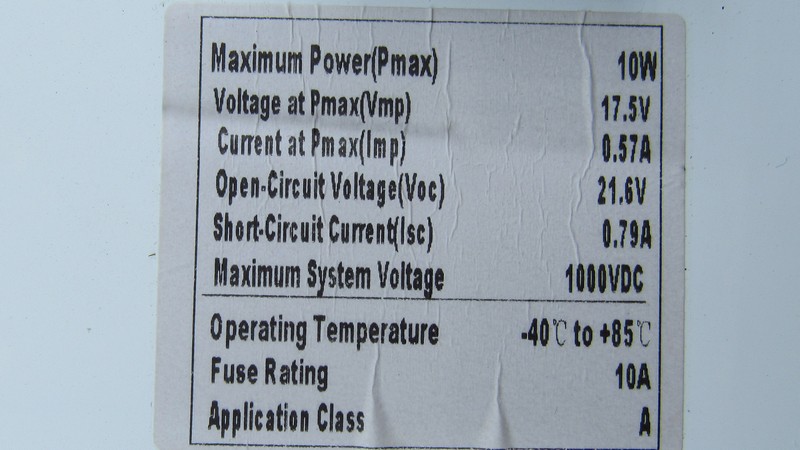 Maximum Power(Pmax) 10W
Voltage at Pmax(Vmp) 17.5V
Current at Pmax(Imp) 0.57A
Open-Circuit Voltage(Voc) 21.6V
Short-Circuit Current(Isc) 0.79A
Maximum System Voltage 1000VDC
Operating Temperature -40℃ to +85℃
Fuse Rating 10A
Application Class A